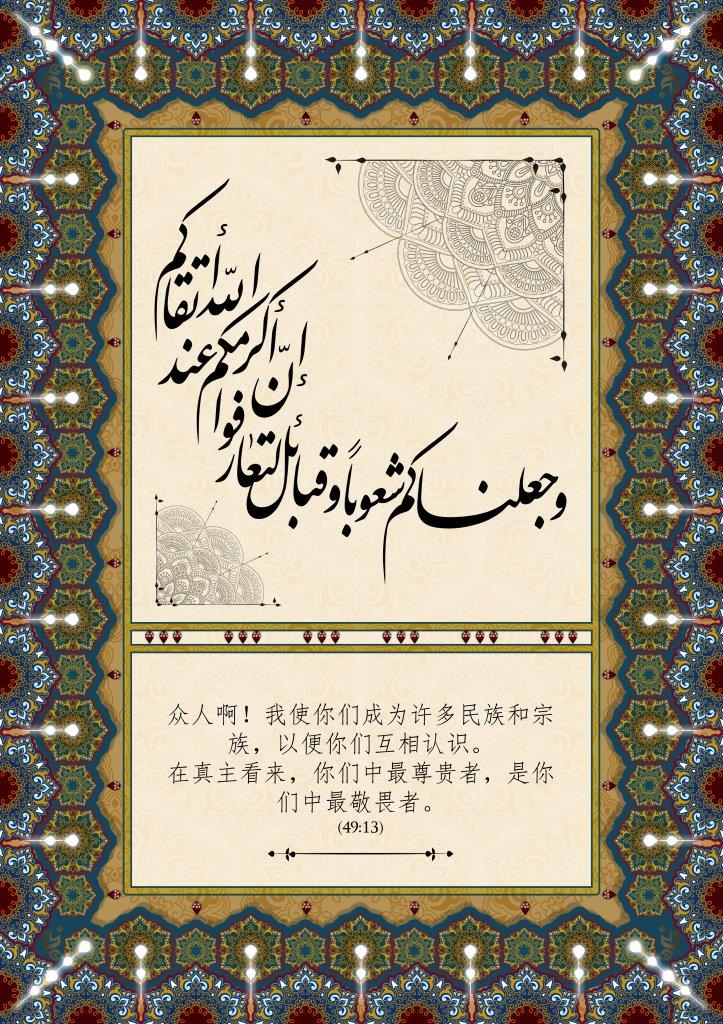 وجعلناكم شعوباً وقبائل لتعارفوا
إنّ أكرمكم عند
اللّه أتقاكم
众人啊！我使你们成为许多民族和宗
族，以便你们互相认识。
在真主看来，你们中最尊贵者，是你
们中最敬畏者。
(49:13)